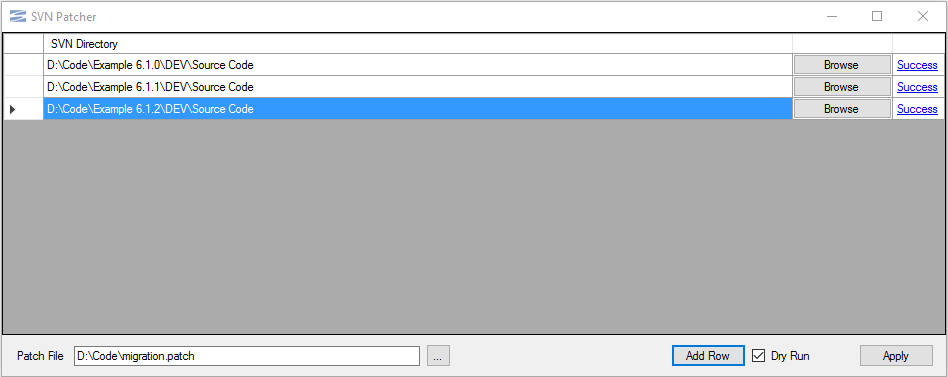 SVN Patcher
SVN Directory
D:\Code\Example 6.1.0\DEV\Source Code Browse Success
D:\Code\Example 6.1.1\DEV\Source Code Browse Success
D:\Code\Example 6.1.2\DEV\Source Code Browse Success
Patch File D:\Code\migration.patch ... Add Row Dry Run Apply